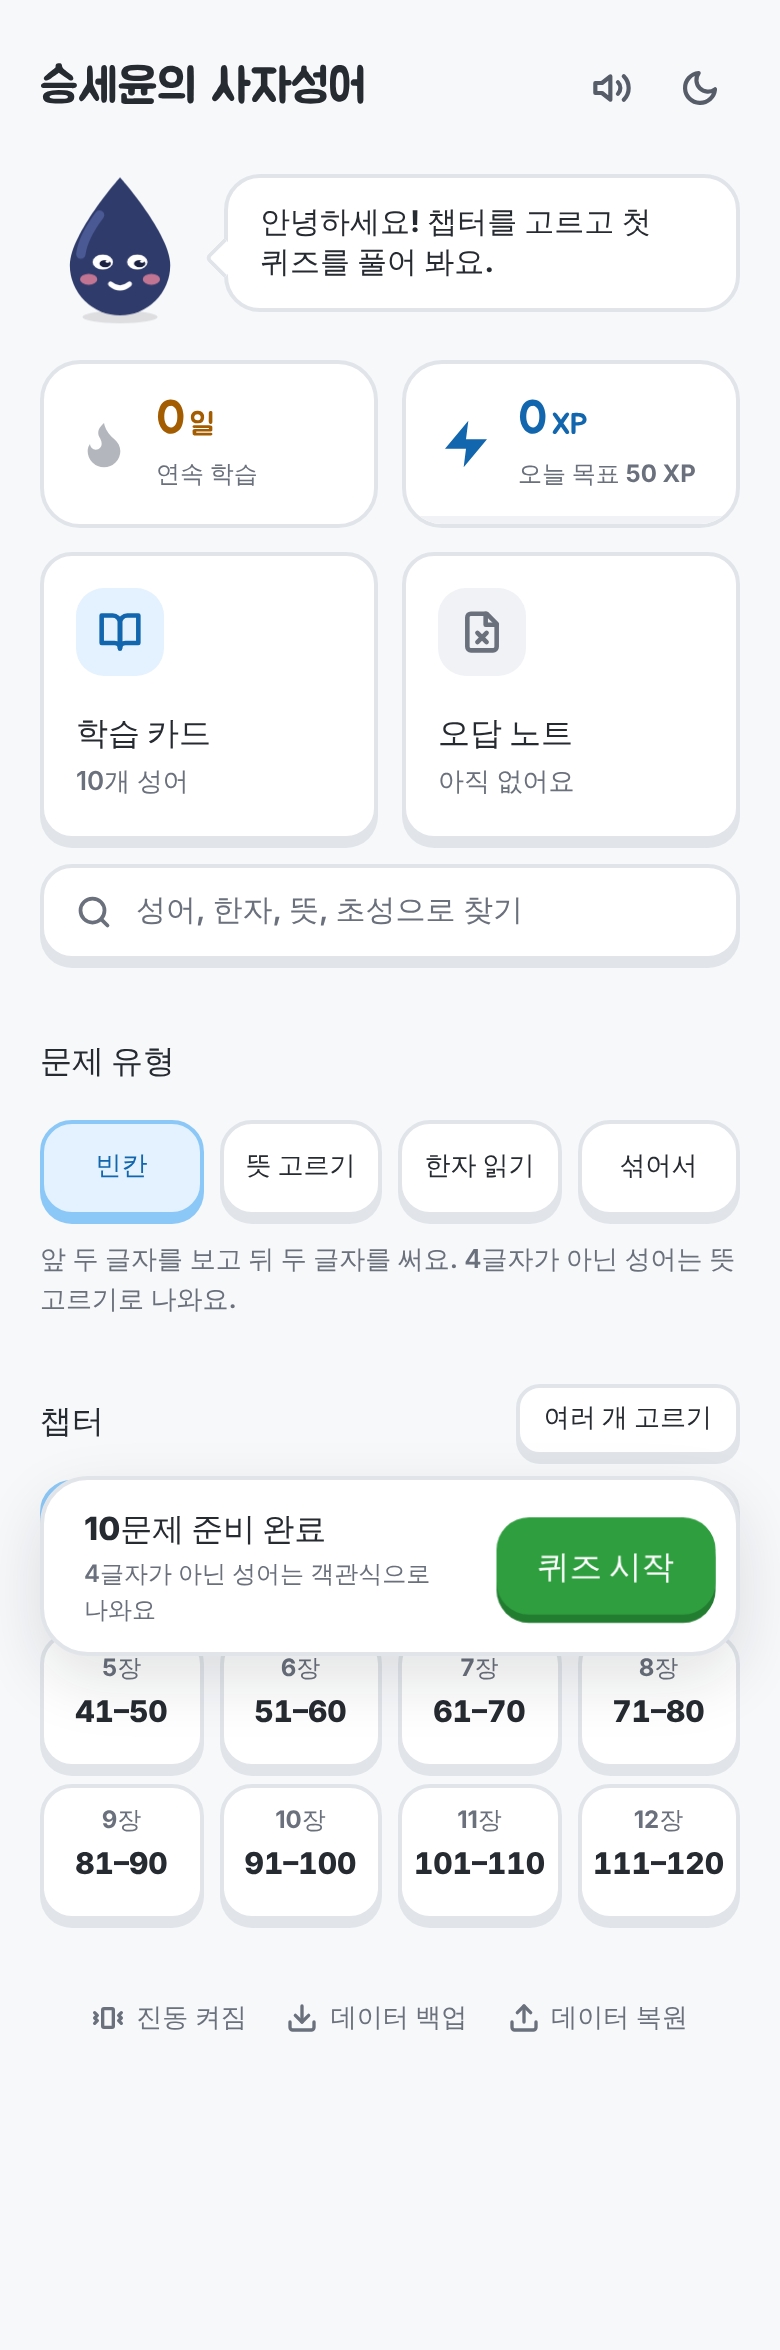 승세윤의 사자성어
안녕하세요! 챕터를 고르고 첫
퀴즈를 풀어 봐요.
0일
연속 학습
0 XP
오늘 목표 50 XP
학습 카드
10개 성어
오답 노트
아직 없어요
성어, 한자, 뜻, 초성으로 찾기
문제 유형
빈칸
뜻 고르기
한자 읽기
섞어서
앞 두 글자를 보고 뒤 두 글자를 써요. 4글자가 아닌 성어는 뜻
고르기로 나와요.
챕터
여러 개 고르기
10문제 준비 완료
4글자가 아닌 성어는 객관식으로
나와요
퀴즈 시작
5장
41–50
6장
51–60
7장
61–70
8장
71–80
9장
81–90
10장
91–100
11장
101–110
12장
111–120
진동 켜짐
데이터 백업
데이터 복원